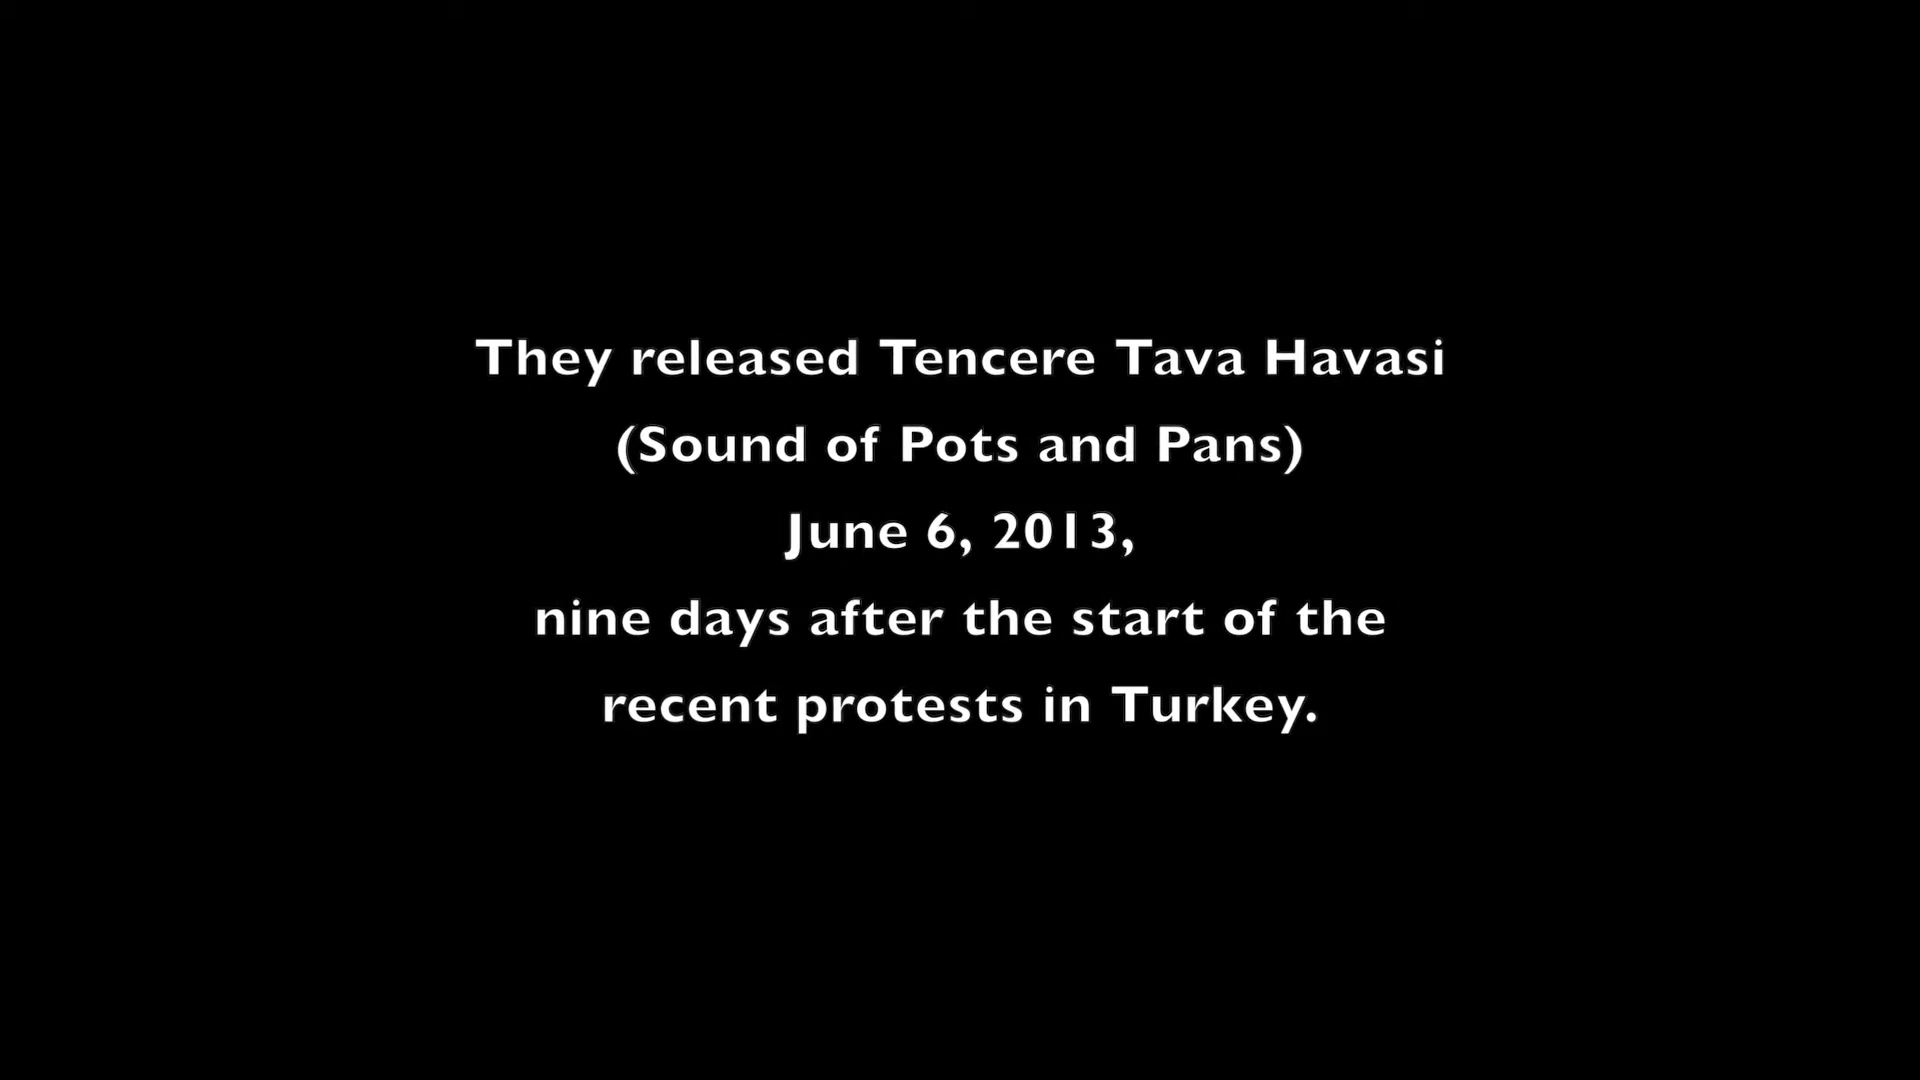 They released Tencere Tava Havasi
(Sound of Pots and Pans)
June 6, 2013,
nine days after the start of the
recent protests in Turkey.